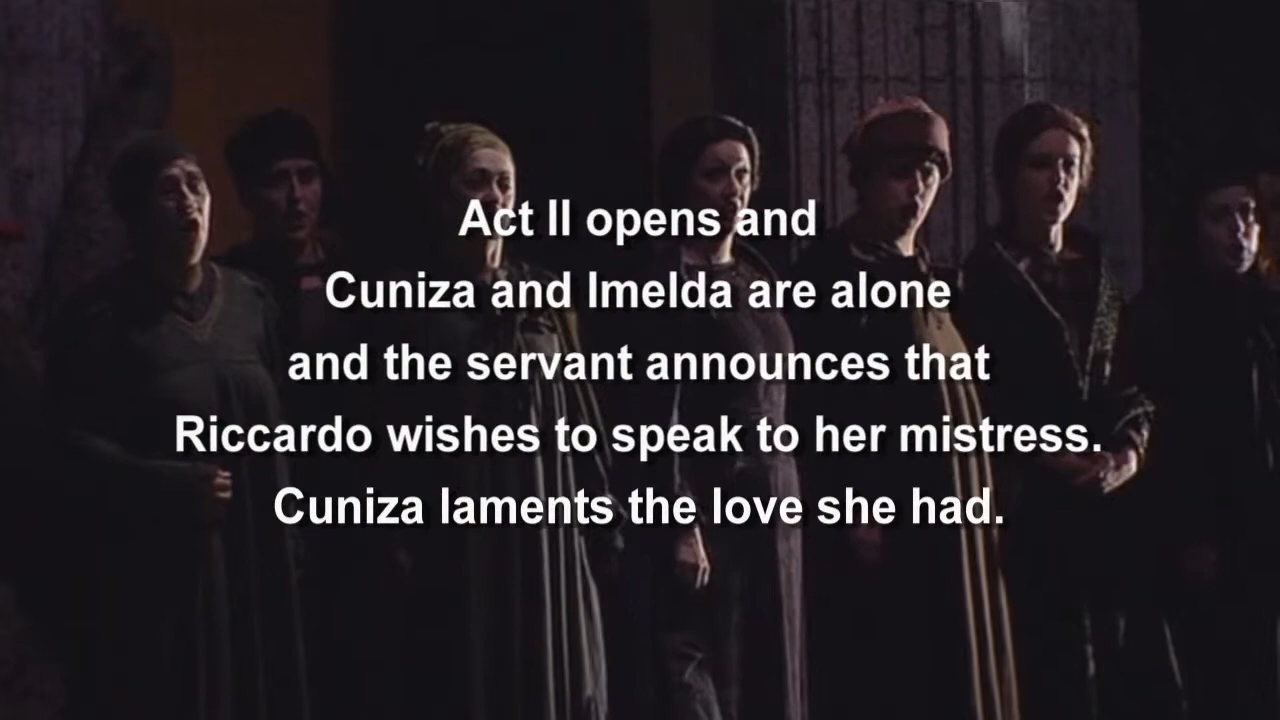 Act II opens and
Cuniza and Imelda are alone
and the servant announces that
Riccardo wishes to speak to her mistress.
Cuniza laments the love she had.